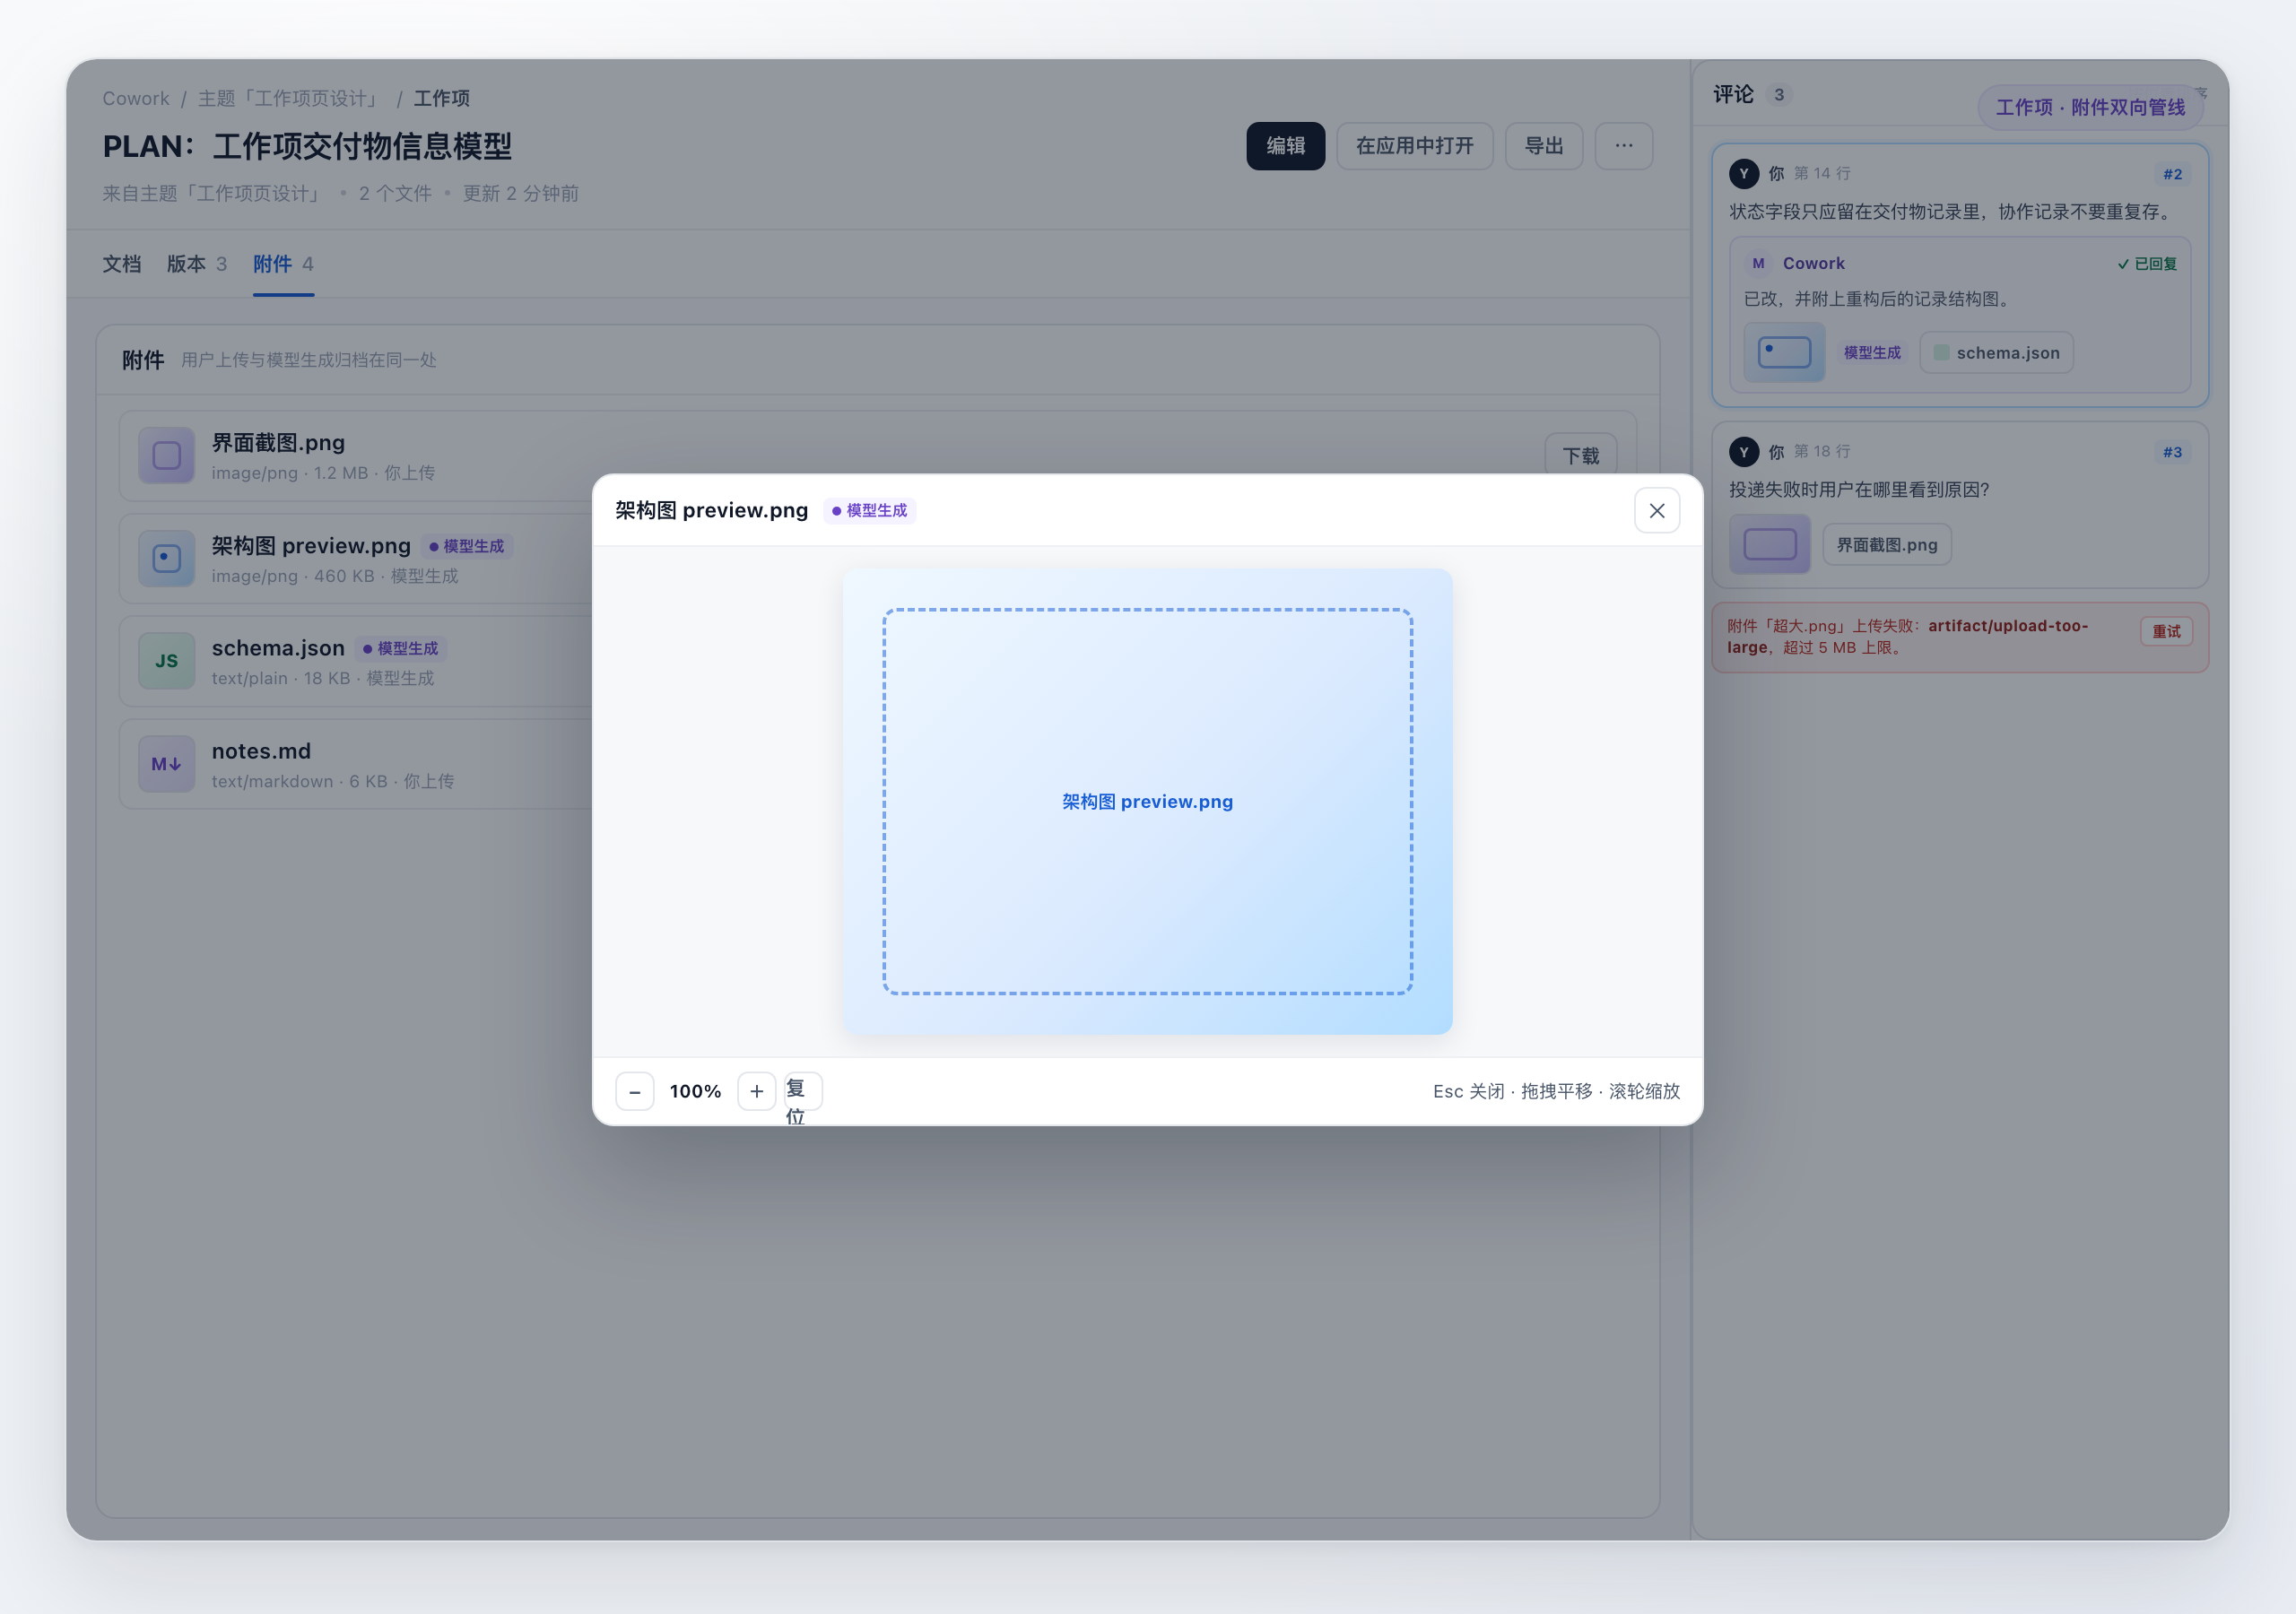 Cowork / 主题「工作项页设计」 / 工作项
PLAN：工作项交付物信息模型
来自主题「工作项页设计」 • 2 个文件 • 更新 2 分钟前
编辑
在应用中打开
导出
···
文档
版本 3
附件 4
附件 用户上传与模型生成归档在同一处
界面截图.png
image/png · 1.2 MB · 你上传
下载
架构图 preview.png 模型生成
image/png · 460 KB · 模型生成
JS
schema.json 模型生成
text/plain · 18 KB · 模型生成
M↓
notes.md
text/markdown · 6 KB · 你上传
架构图 preview.png 模型生成
架构图 preview.png
− 100% + 复
位
Esc 关闭 · 拖拽平移 · 滚轮缩放
评论 3
工作项 · 附件双向管线
序
Y 你 第 14 行 #2
状态字段只应留在交付物记录里，协作记录不要重复存。
M Cowork ✓ 已回复
已改，并附上重构后的记录结构图。
模型生成 schema.json
Y 你 第 18 行 #3
投递失败时用户在哪里看到原因？
界面截图.png
附件「超大.png」上传失败：artifact/upload-too-
large，超过 5 MB 上限。
重试